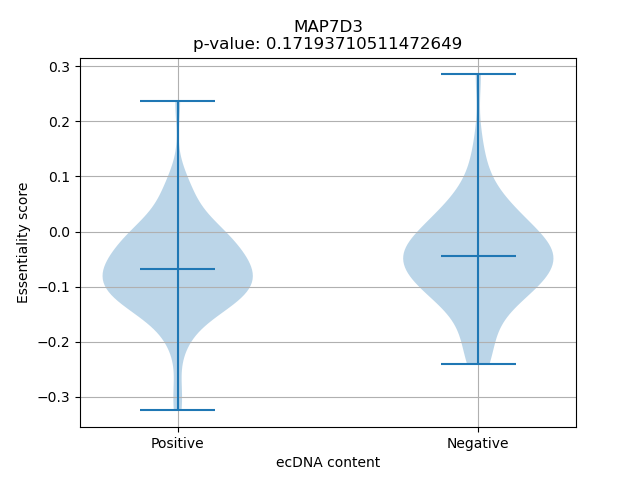 MAP7D3
p-value: 0.17193710511472649
0.3
0.2
0.1
0.0
−0.1
−0.2
−0.3
Essentiality score
Positive
Negative
ecDNA content